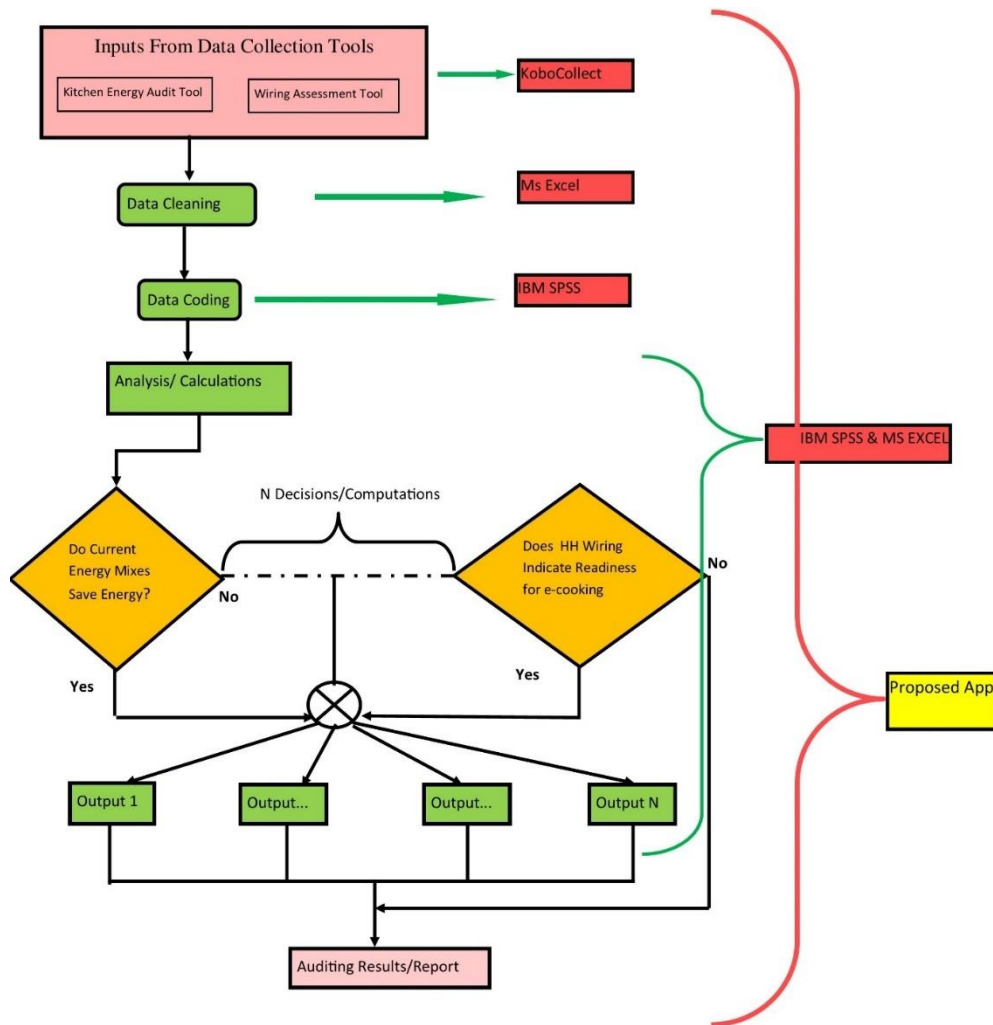 Inputs From Data Collection Tools
Kitchen Energy Audit Tool
Wiring Assessment Tool
KoboCollect
Data Cleaning
Ms Excel
Data Coding
IBM SPSS
Analysis/ Calculations
IBM SPSS & MS EXCEL
N Decisions/Computations
Do Current
Energy Mixes
Save Energy?
No
Does HH Wiring
Indicate Readiness
for e-cooking
No
Yes
Yes
Proposed App
Output 1
Output...
Output...
Output N
Auditing Results/Report